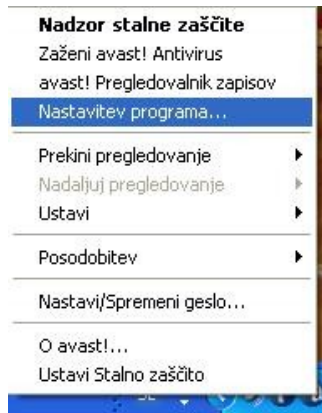 Nadzor stalne zaščite
Zaženi avast! Antivirus
avast! Pregledovalnik zapisov
Nastavitev programa...
Prekini pregledovanje
Nadaljuj pregledovanje
Ustavi
Posodobitev
Nastavi/Spremeni geslo...
O avast!...
Ustavi Stalno zaščito